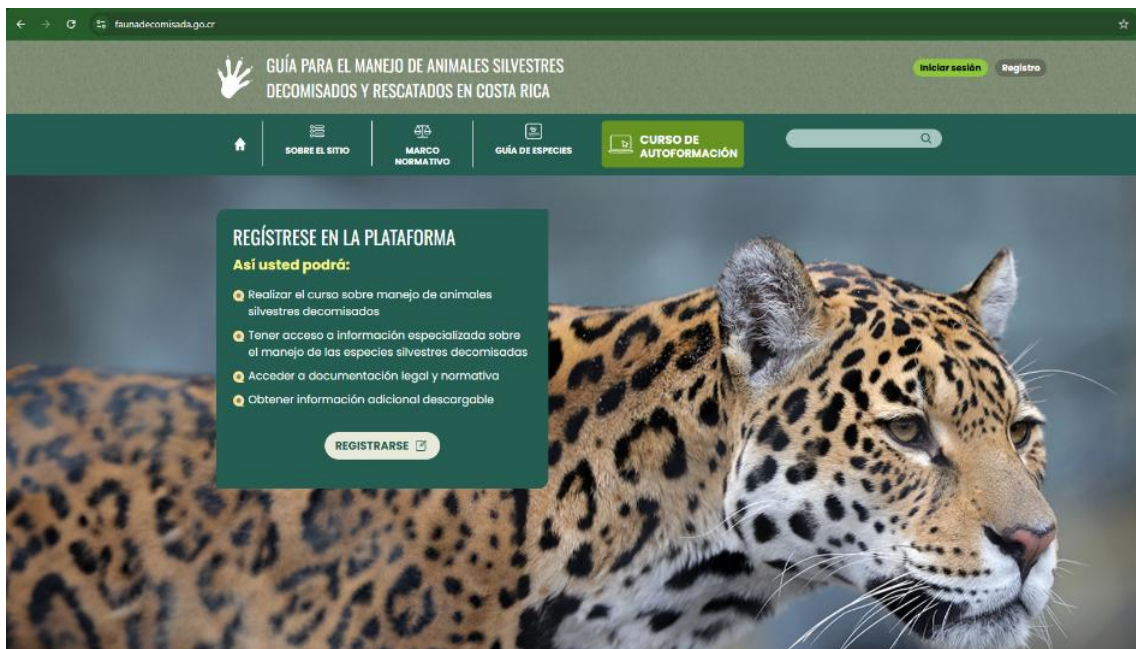 faunadecomisada.go.cr
GUÍA PARA EL MANEJO DE ANIMALES SILVESTRES
DECOMISADOS Y RESCATADOS EN COSTA RICA
Iniciar sesión
Registro
SOBRE EL SITIO
MARCO
NORMATIVO
GUÍA DE ESPECIES
CURSO DE
AUTOFORMACIÓN
REGÍSTRESE EN LA PLATAFORMA
Así usted podrá:
Realizar el curso sobre manejo de animales
silvestres decomisados
Tener acceso a información especializada sobre
el manejo de las especies silvestres decomisadas
Acceder a documentación legal y normativa
Obtener información adicional descargable
REGISTRARSE